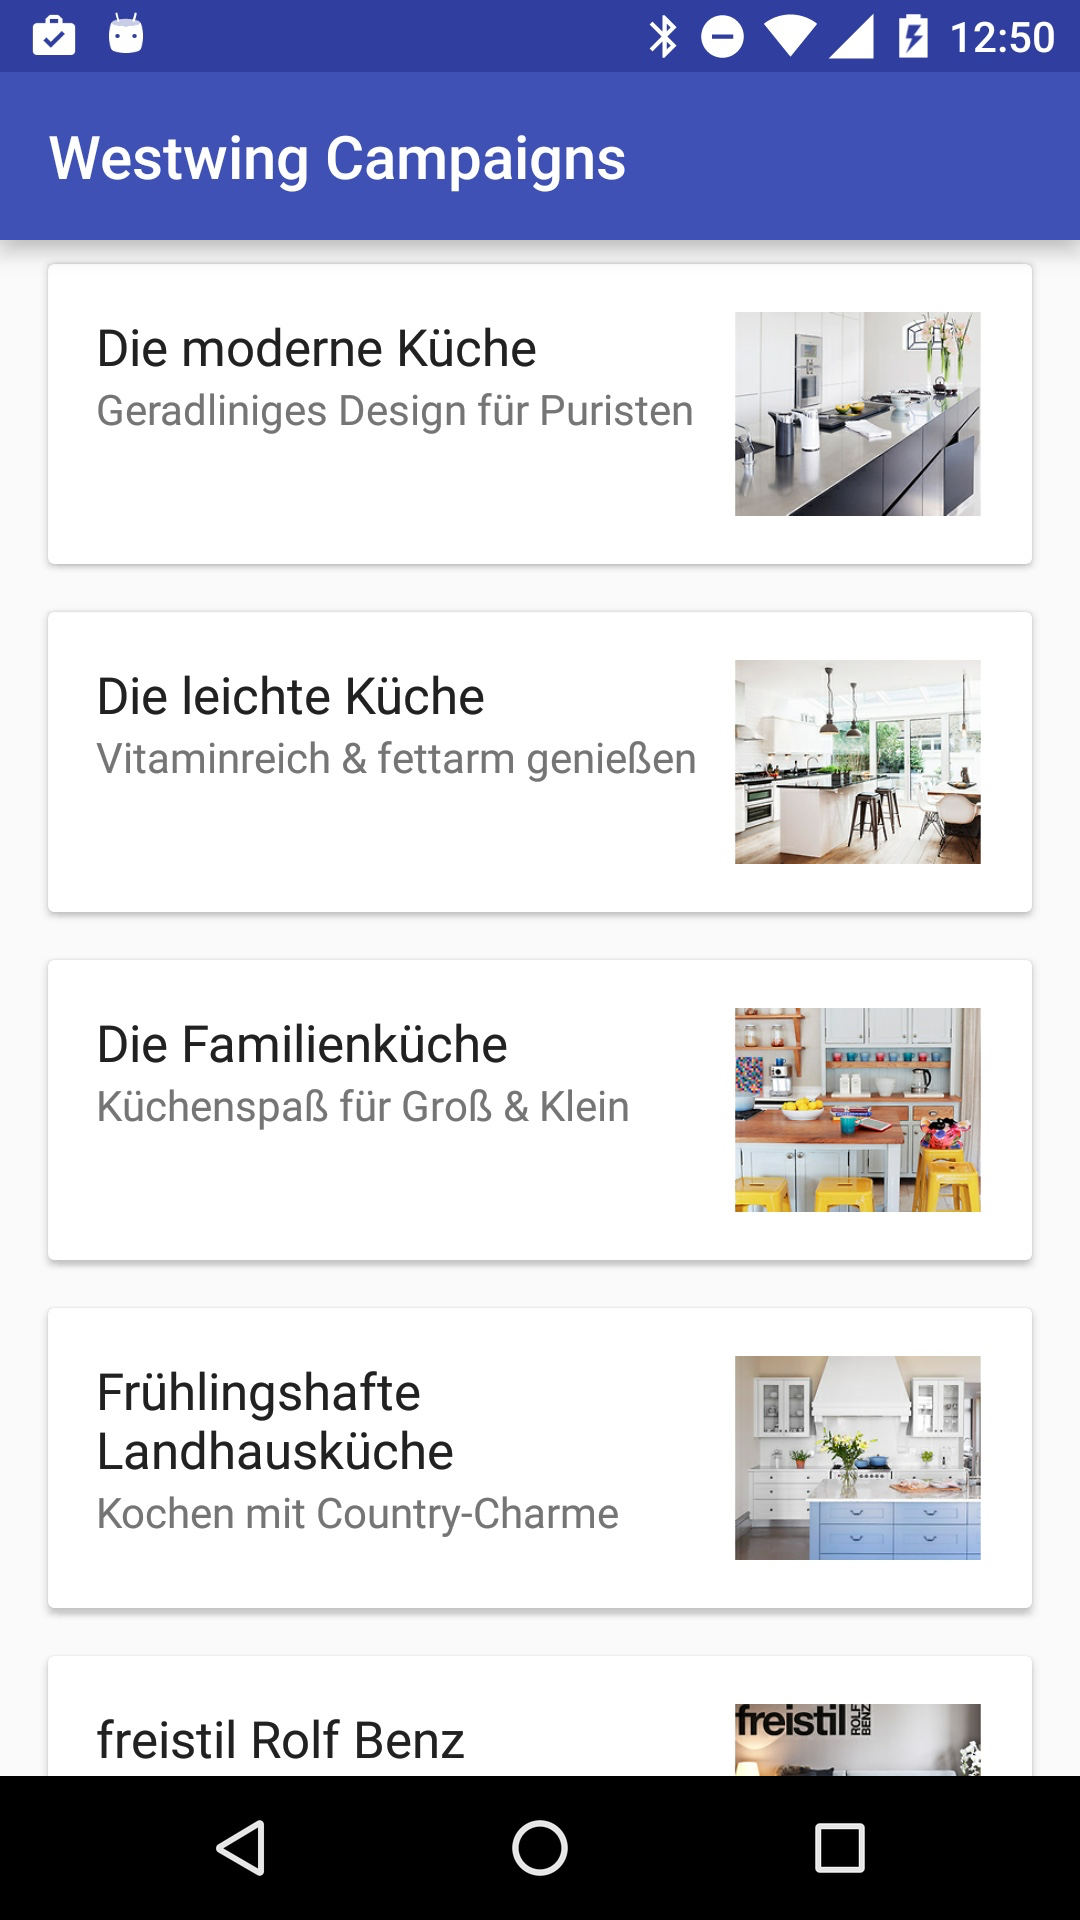 12:50
Westwing Campaigns
Die moderne Küche
Geradliniges Design für Puristen
Die leichte Küche
Vitaminreich & fettarm genießen
Die Familienküche
Küchenspaß für Groß & Klein
Frühlingshafte
Landhausküche
Kochen mit Country-Charme
freistil Rolf Benz
freistil
ROLF
BENZ